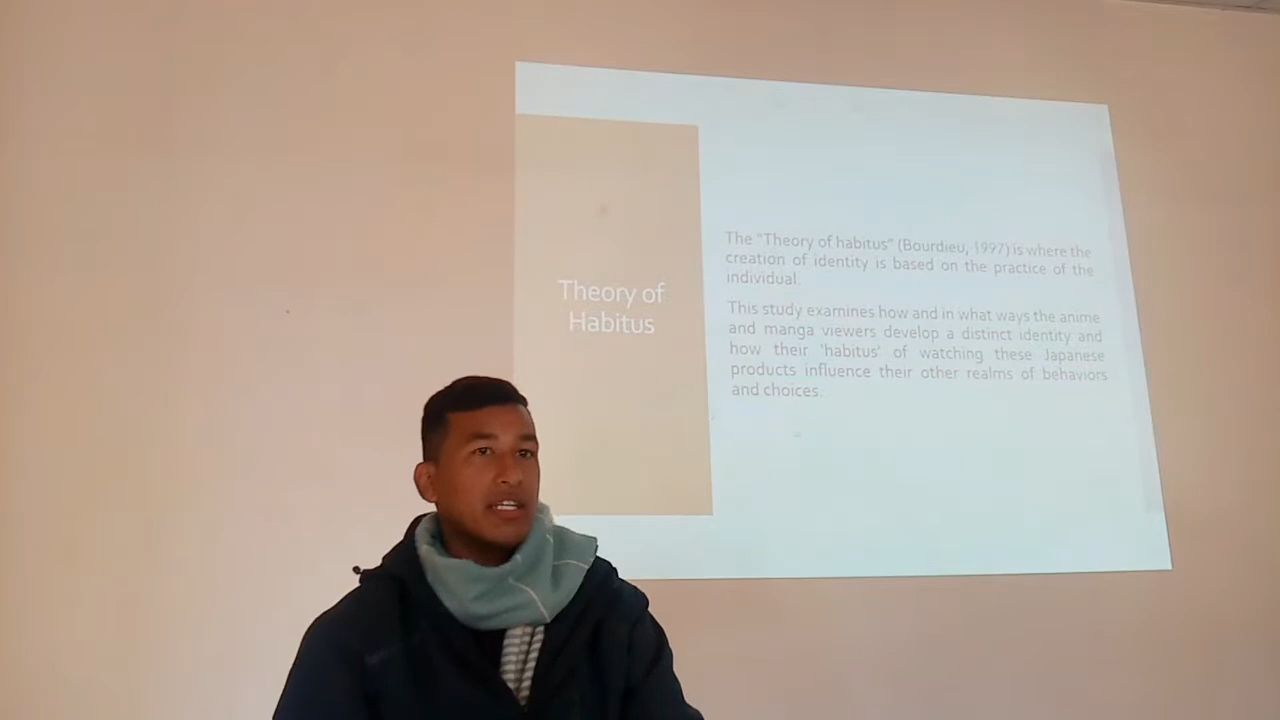 Theory of
Habitus
The "Theory of habitus" (Bourdieu, 1997) is where the
creation of identity is based on the practice of the
individual.
This study examines how and in what ways the anime
and manga viewers develop a distinct identity and
how their 'habitus' of watching these Japanese
products influence their other realms of behaviors
and choices.